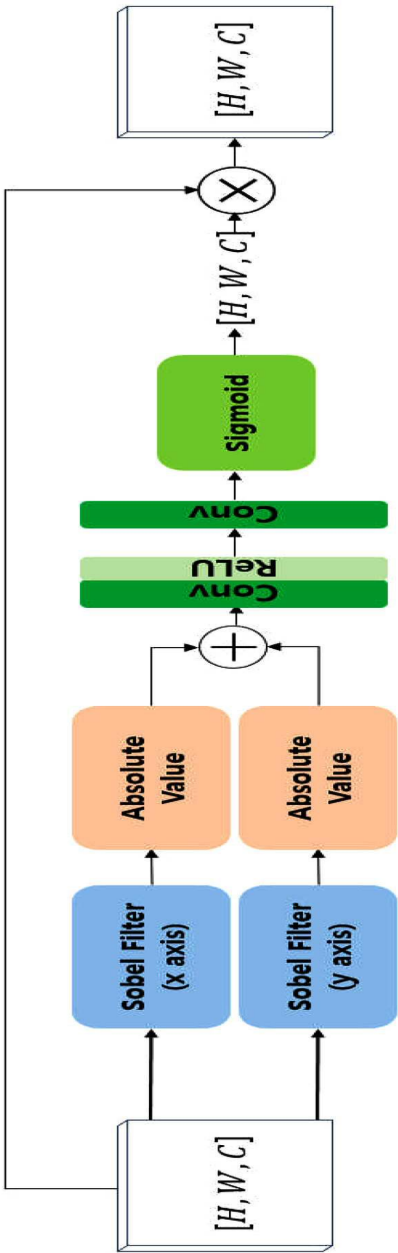 [H, W, C]
Sobel Filter
(x axis)
Absolute
Value
Sobel Filter
(y axis)
Absolute
Value
+
Conv
ReLU
Conv
Sigmoid
[H, W, C]
×
[H, W, C]